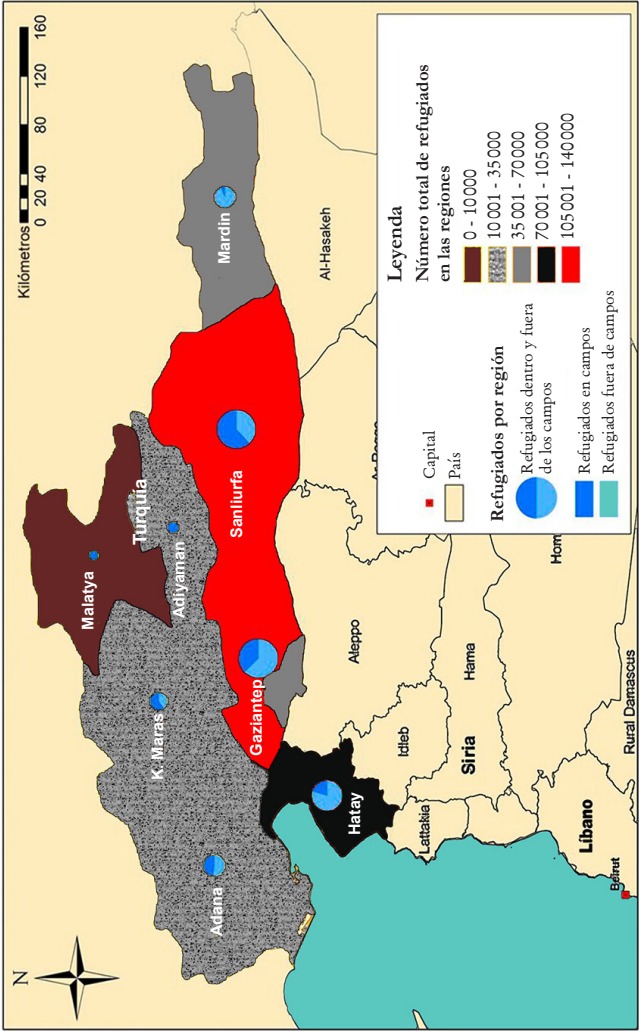 N
Kilómetros
0 20 40 80 120 160
Malatya
Turquía
Adiyaman
K. Maras
Adana
Mardin
Sanliurfa
Gaziantep
Hatay
Al-Hasakeh
Aleppo
Idleb
Hama
Lattakia
Siria
Hom
Líbano
Beirut
Rural Damascus
Leyenda
Capital
País
Refugiados por región
Refugiados dentro y fuera
de los campos
Refugiados en campos
Refugiados fuera de campos
Número total de refugiados
en las regiones
0 - 10 000
10 001 - 35 000
35 001 - 70 000
70 001 - 105 000
105 001 - 140 000